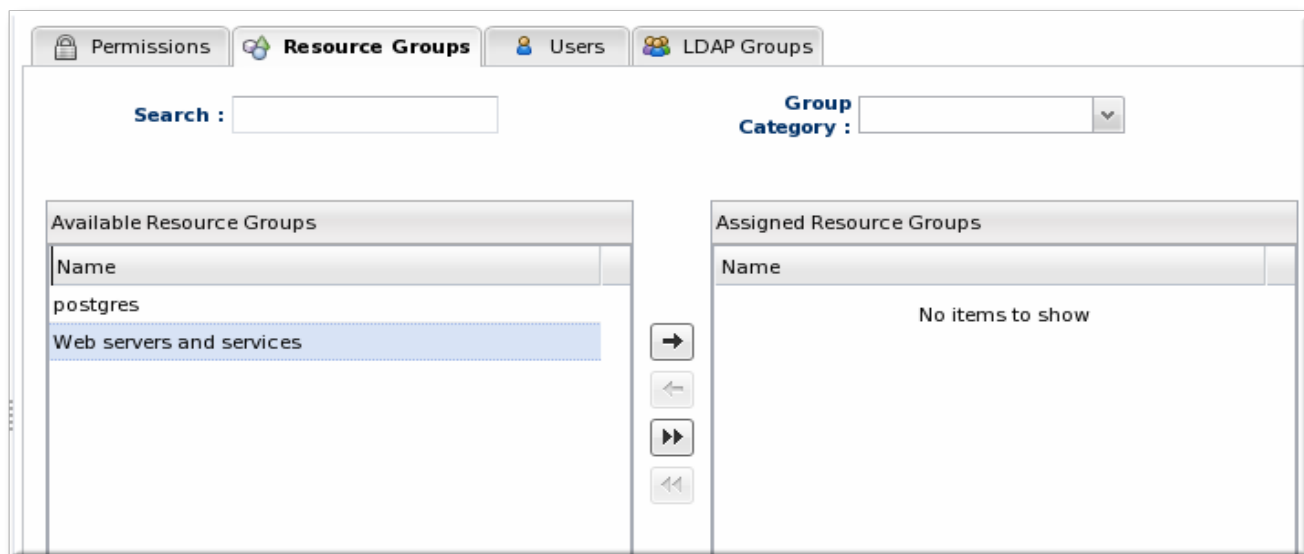 Permissions
Resource Groups
Users
LDAP Groups
Search :
Group
Category :
Available Resource Groups
Name
postgres
Web servers and services
Assigned Resource Groups
Name
No items to show